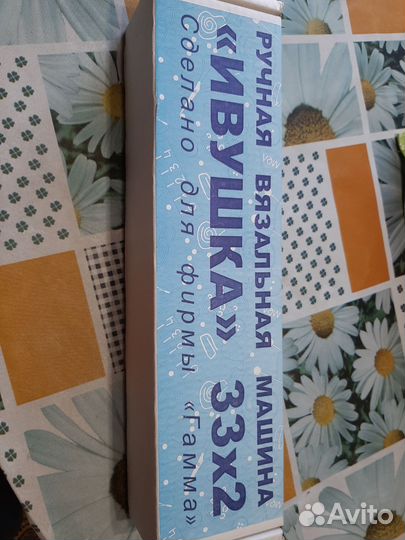 РУЧНАЯ ВЯЗАЛЬНАЯ МАШИНА
«ИВУШКА» 33х2
Сделано для фирмы «Гамма»
Avito